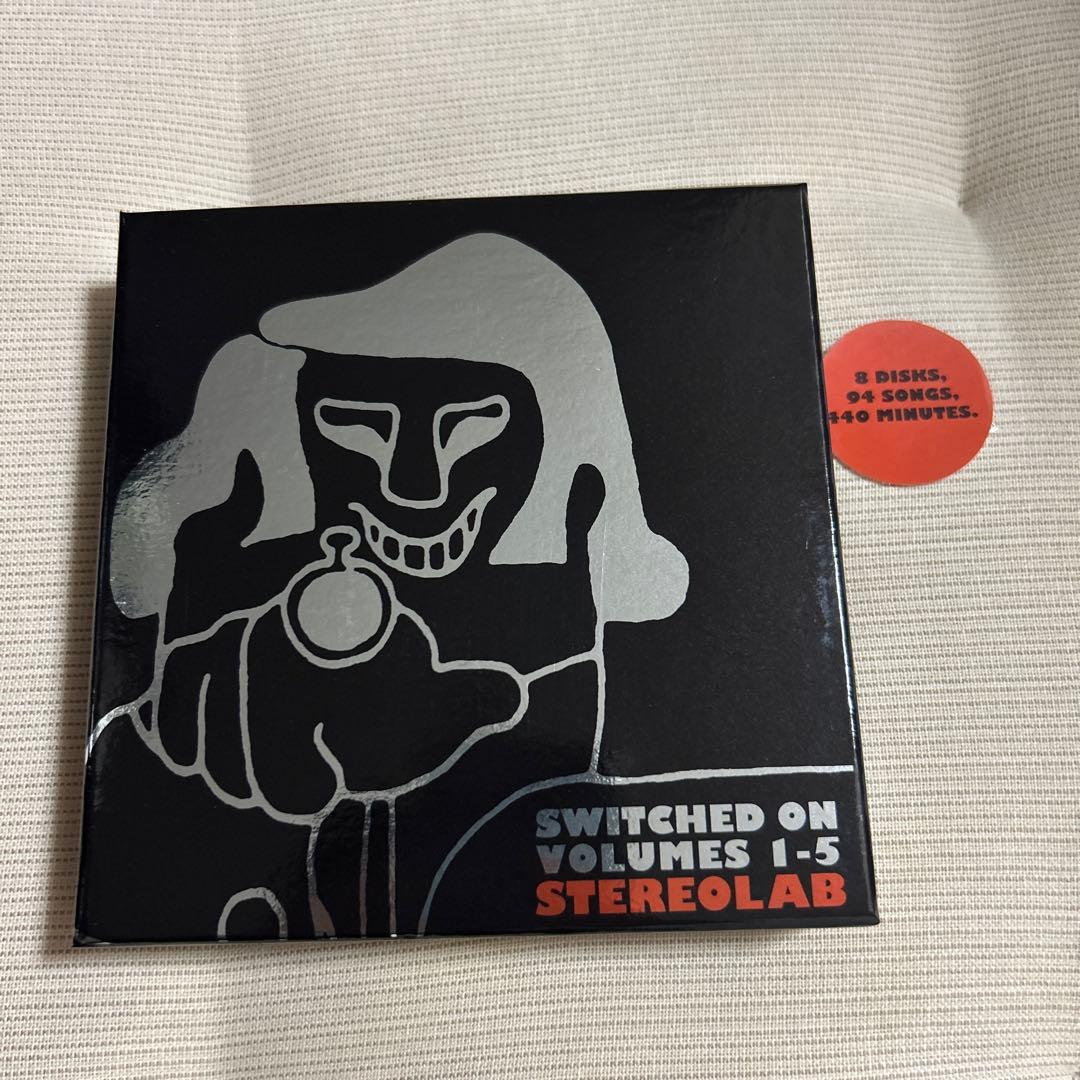 8 DISKS,
94 SONGS,
440 MINUTES.
SWITCHED ON
VOLUMES 1-5
STEREOLAB